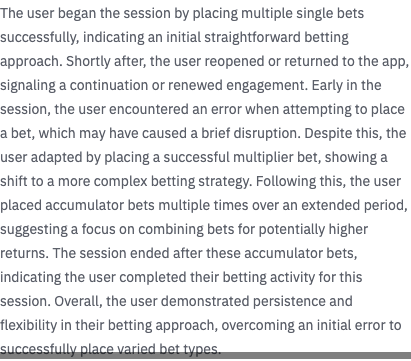 The user began the session by placing multiple single bets
successfully, indicating an initial straightforward betting
approach. Shortly after, the user reopened or returned to the app,
signaling a continuation or renewed engagement. Early in the
session, the user encountered an error when attempting to place
a bet, which may have caused a brief disruption. Despite this, the
user adapted by placing a successful multiplier bet, showing a
shift to a more complex betting strategy. Following this, the user
placed accumulator bets multiple times over an extended period,
suggesting a focus on combining bets for potentially higher
returns. The session ended after these accumulator bets,
indicating the user completed their betting activity for this
session. Overall, the user demonstrated persistence and
flexibility in their betting approach, overcoming an initial error to
successfully place varied bet types.